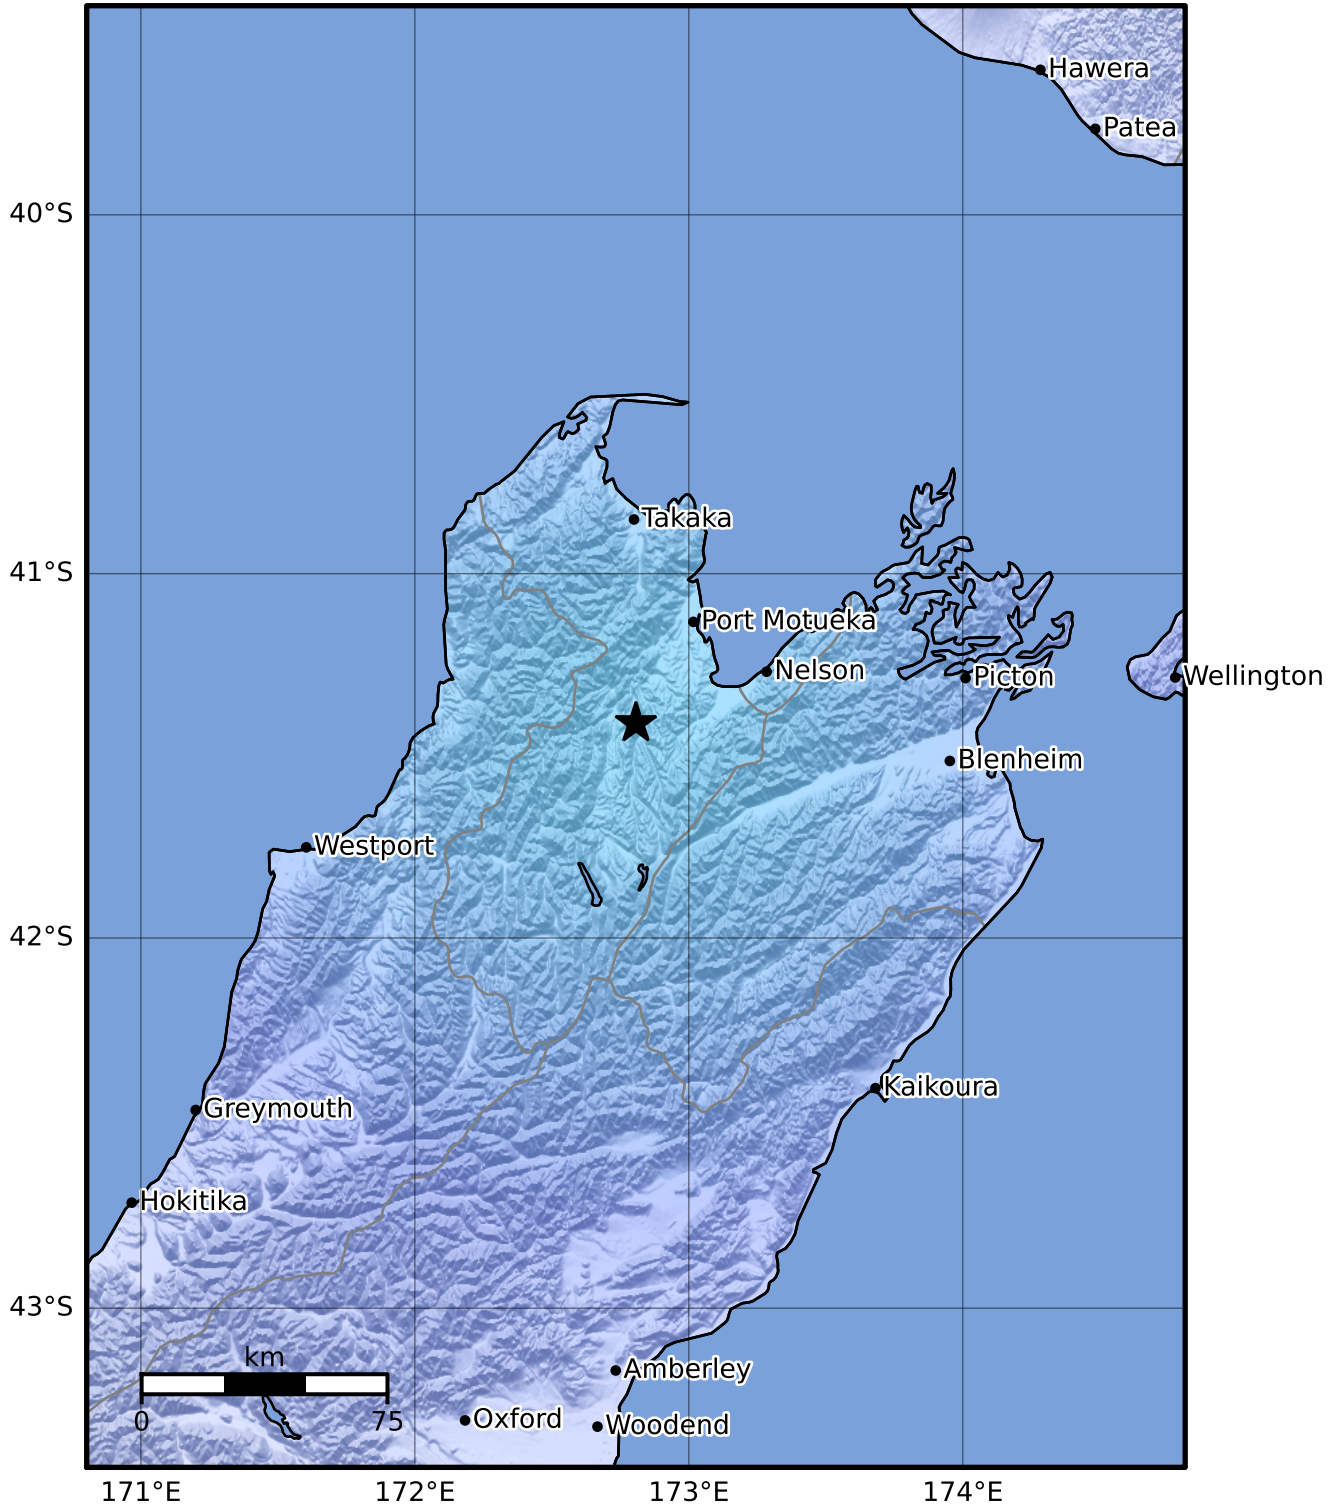 Hawera
Patea
40°S
Takaka
41°S
Port Motueka
Nelson
Picton
Wellington
Blenheim
Westport
42°S
Kaikoura
Greymouth
Hokitika
43°S
km
Amberley
0
75
Oxford
Woodend
171°E
172°E
173°E
174°E